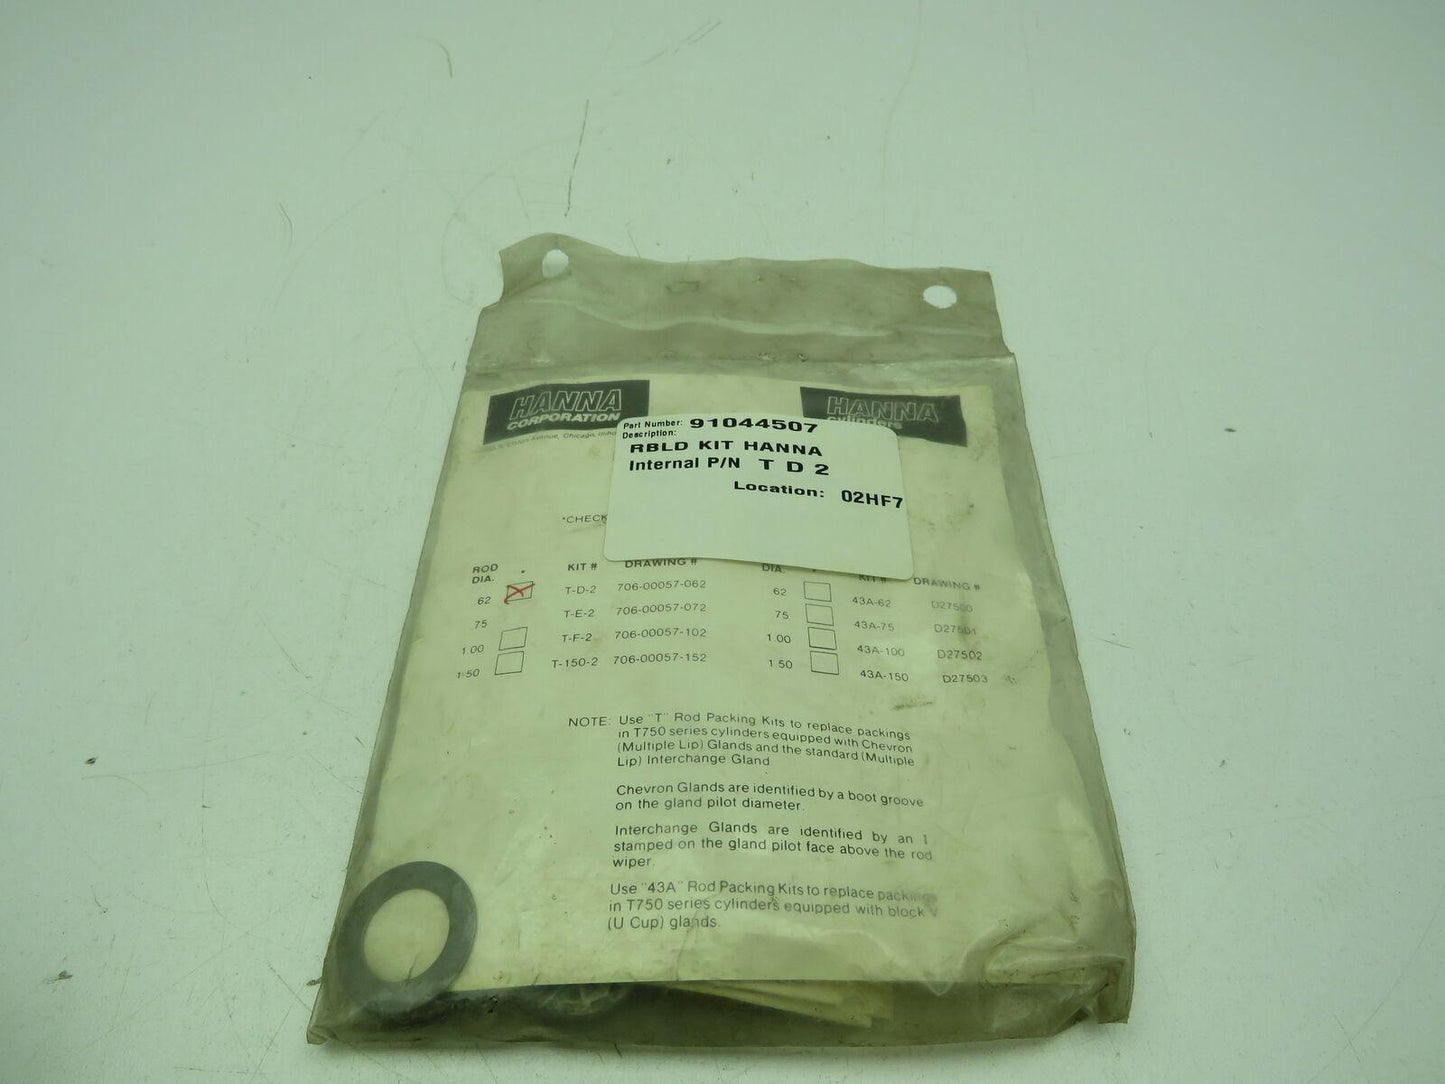 HANNA
CORPORATION
HANNA
cylinders
Avenue, Chicago,
Part Number: 91044507
Description:
RBLD KIT HANNA
Internal P/N T D 2
Location: 02HF7
*CHECK
ROD DIA. * KIT # DRAWING # DIA. * KIT # DRAWING #
62 T-D-2 706-00057-062 62 43A-62 D27500
.75 T-E-2 706-00057-072 75 43A-75 D27501
1.00 T-F-2 706-00057-102 1.00 43A-100 D27502
1.50 T-150-2 706-00057-152 1.50 43A-150 D27503
NOTE: Use "T" Rod Packing Kits to replace packings
in T750 series cylinders equipped with Chevron
(Multiple Lip) Glands and the standard (Multiple
Lip) Interchange Gland
Chevron Glands are identified by a boot groove
on the gland pilot diameter.
Interchange Glands are identified by an I
stamped on the gland pilot face above the rod
wiper.
Use "43A" Rod Packing Kits to replace packings
in T750 series cylinders equipped with block V
(U Cup) glands.